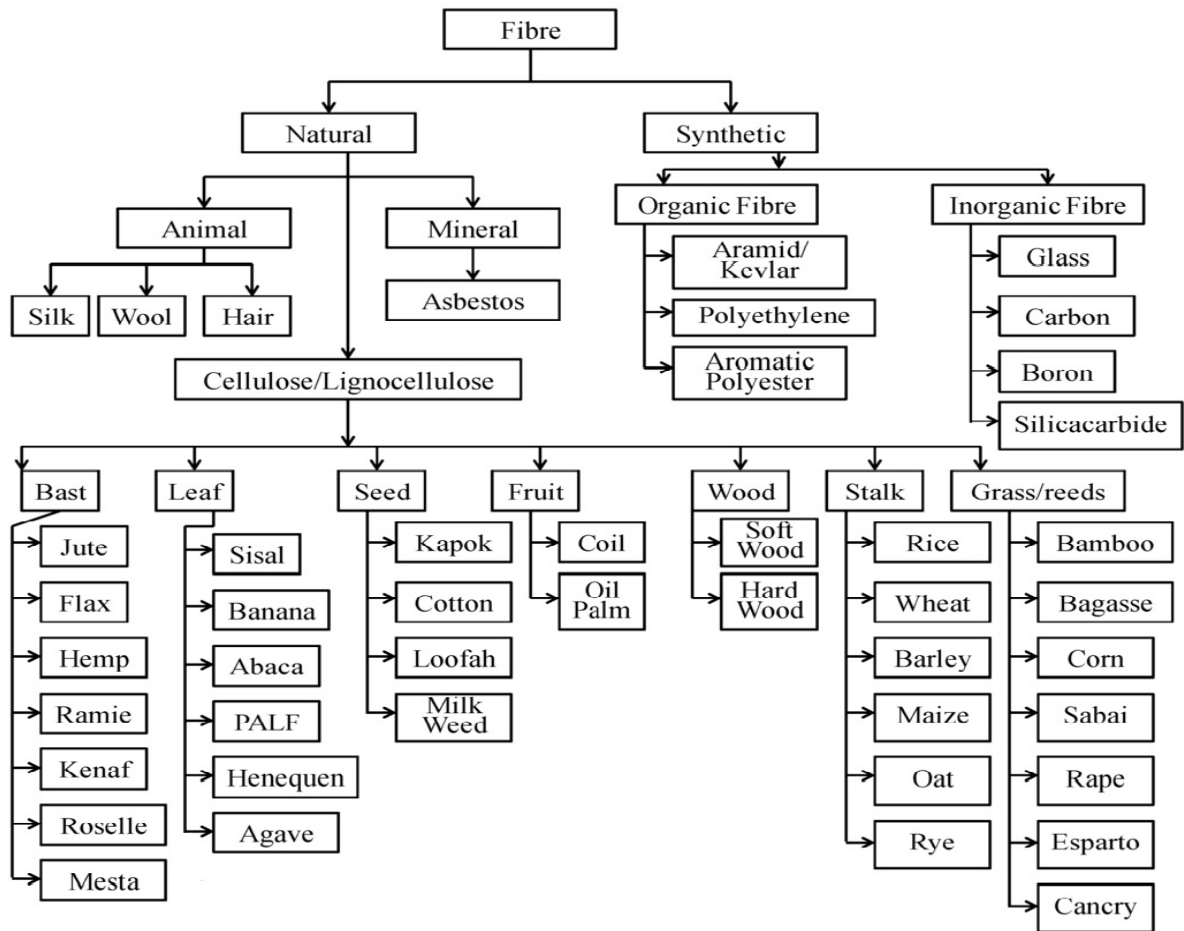 Fibre
Natural
Synthetic
Animal
Mineral
Organic Fibre
Inorganic Fibre
Silk
Wool
Hair
Asbestos
Aramid/
Kevlar
Polyethylene
Aromatic
Polyester
Glass
Carbon
Boron
Silicacarbide
Cellulose/Lignocellulose
Bast
Leaf
Seed
Fruit
Wood
Stalk
Grass/reeds
Jute
Flax
Hemp
Ramie
Kenaf
Roselle
Mesta
Sisal
Banana
Abaca
PALF
Henequen
Agave
Kapok
Cotton
Loofah
Milk
Weed
Coil
Oil
Palm
Soft
Wood
Hard
Wood
Rice
Wheat
Barley
Maize
Oat
Rye
Bamboo
Bagasse
Corn
Sabai
Rape
Esparto
Cancry